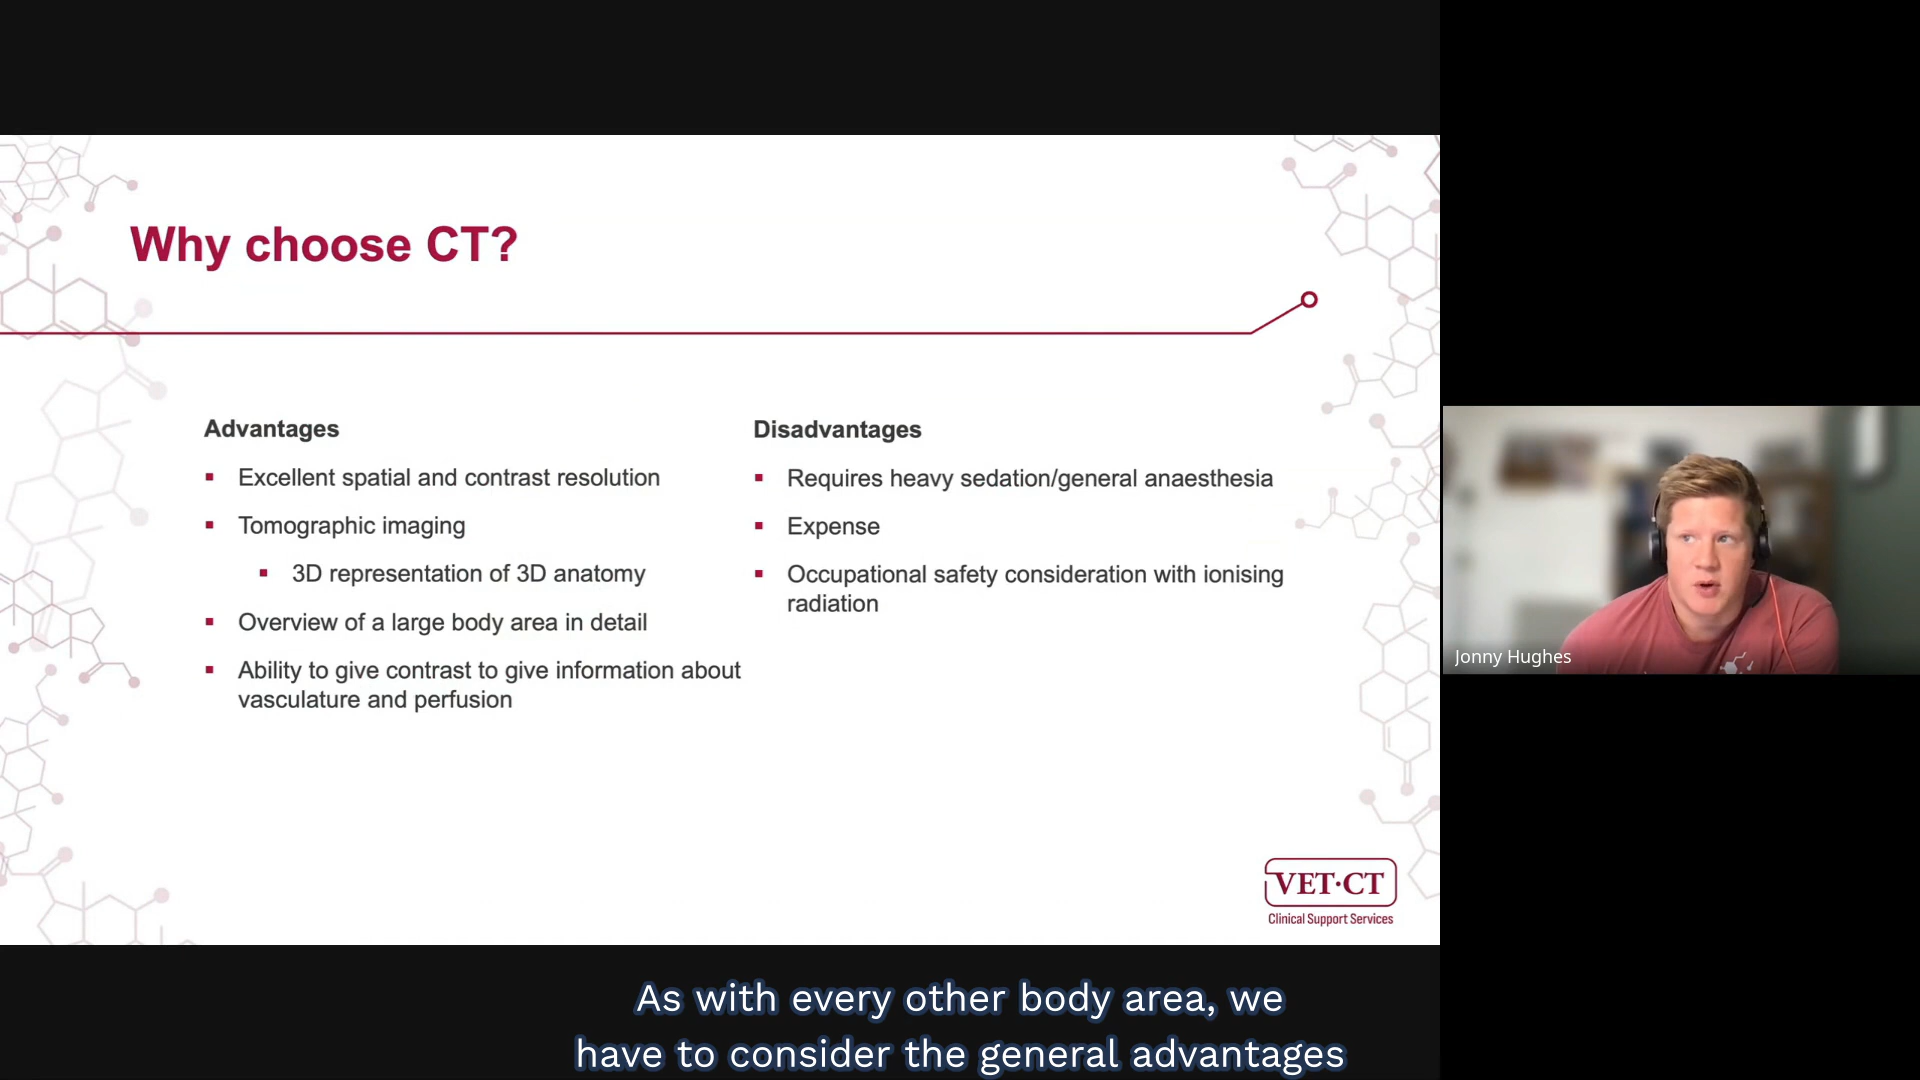 Why choose CT?
Advantages
Excellent spatial and contrast resolution
Tomographic imaging
3D representation of 3D anatomy
Overview of a large body area in detail
Ability to give contrast to give information about
vasculature and perfusion
Disadvantages
Requires heavy sedation/general anaesthesia
Expense
Occupational safety consideration with ionising
radiation
VET·CT
Clinical Support Services
Jonny Hughes
As with every other body area, we
have to consider the general advantages